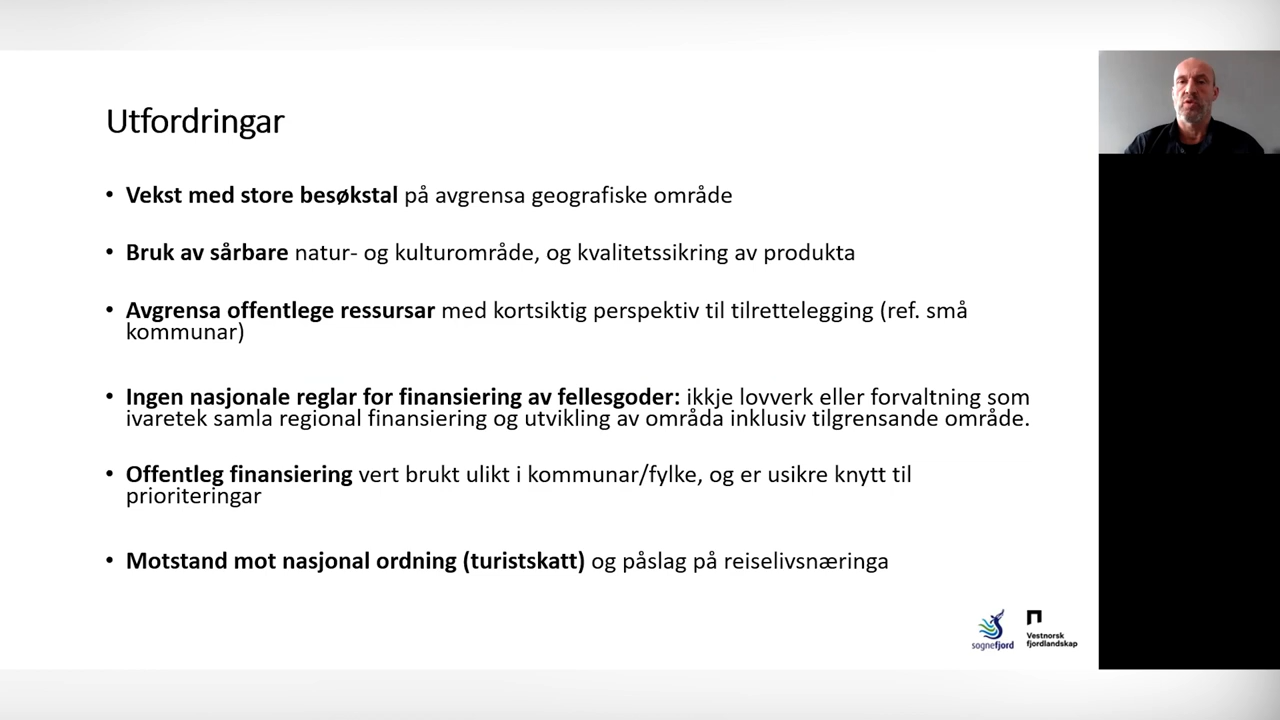 Utfordringar
• Vekst med store besøkstal på avgrensa geografiske område
• Bruk av sårbare natur- og kulturområde, og kvalitetssikring av produkta
• Avgrensa offentlege ressursar med kortsiktig perspektiv til tilrettelegging (ref. små
kommunar)
• Ingen nasjonale reglar for finansiering av fellesgoder: ikkje lovverk eller forvaltning som
ivaretek samla regional finansiering og utvikling av områda inklusiv tilgrensande område.
• Offentleg finansiering vert brukt ulikt i kommunar/fylke, og er usikre knytt til
prioriteringar
• Motstand mot nasjonal ordning (turistskatt) og påslag på reiselivsnæringa
sognefjord
Vestnorsk
fjordlandskap